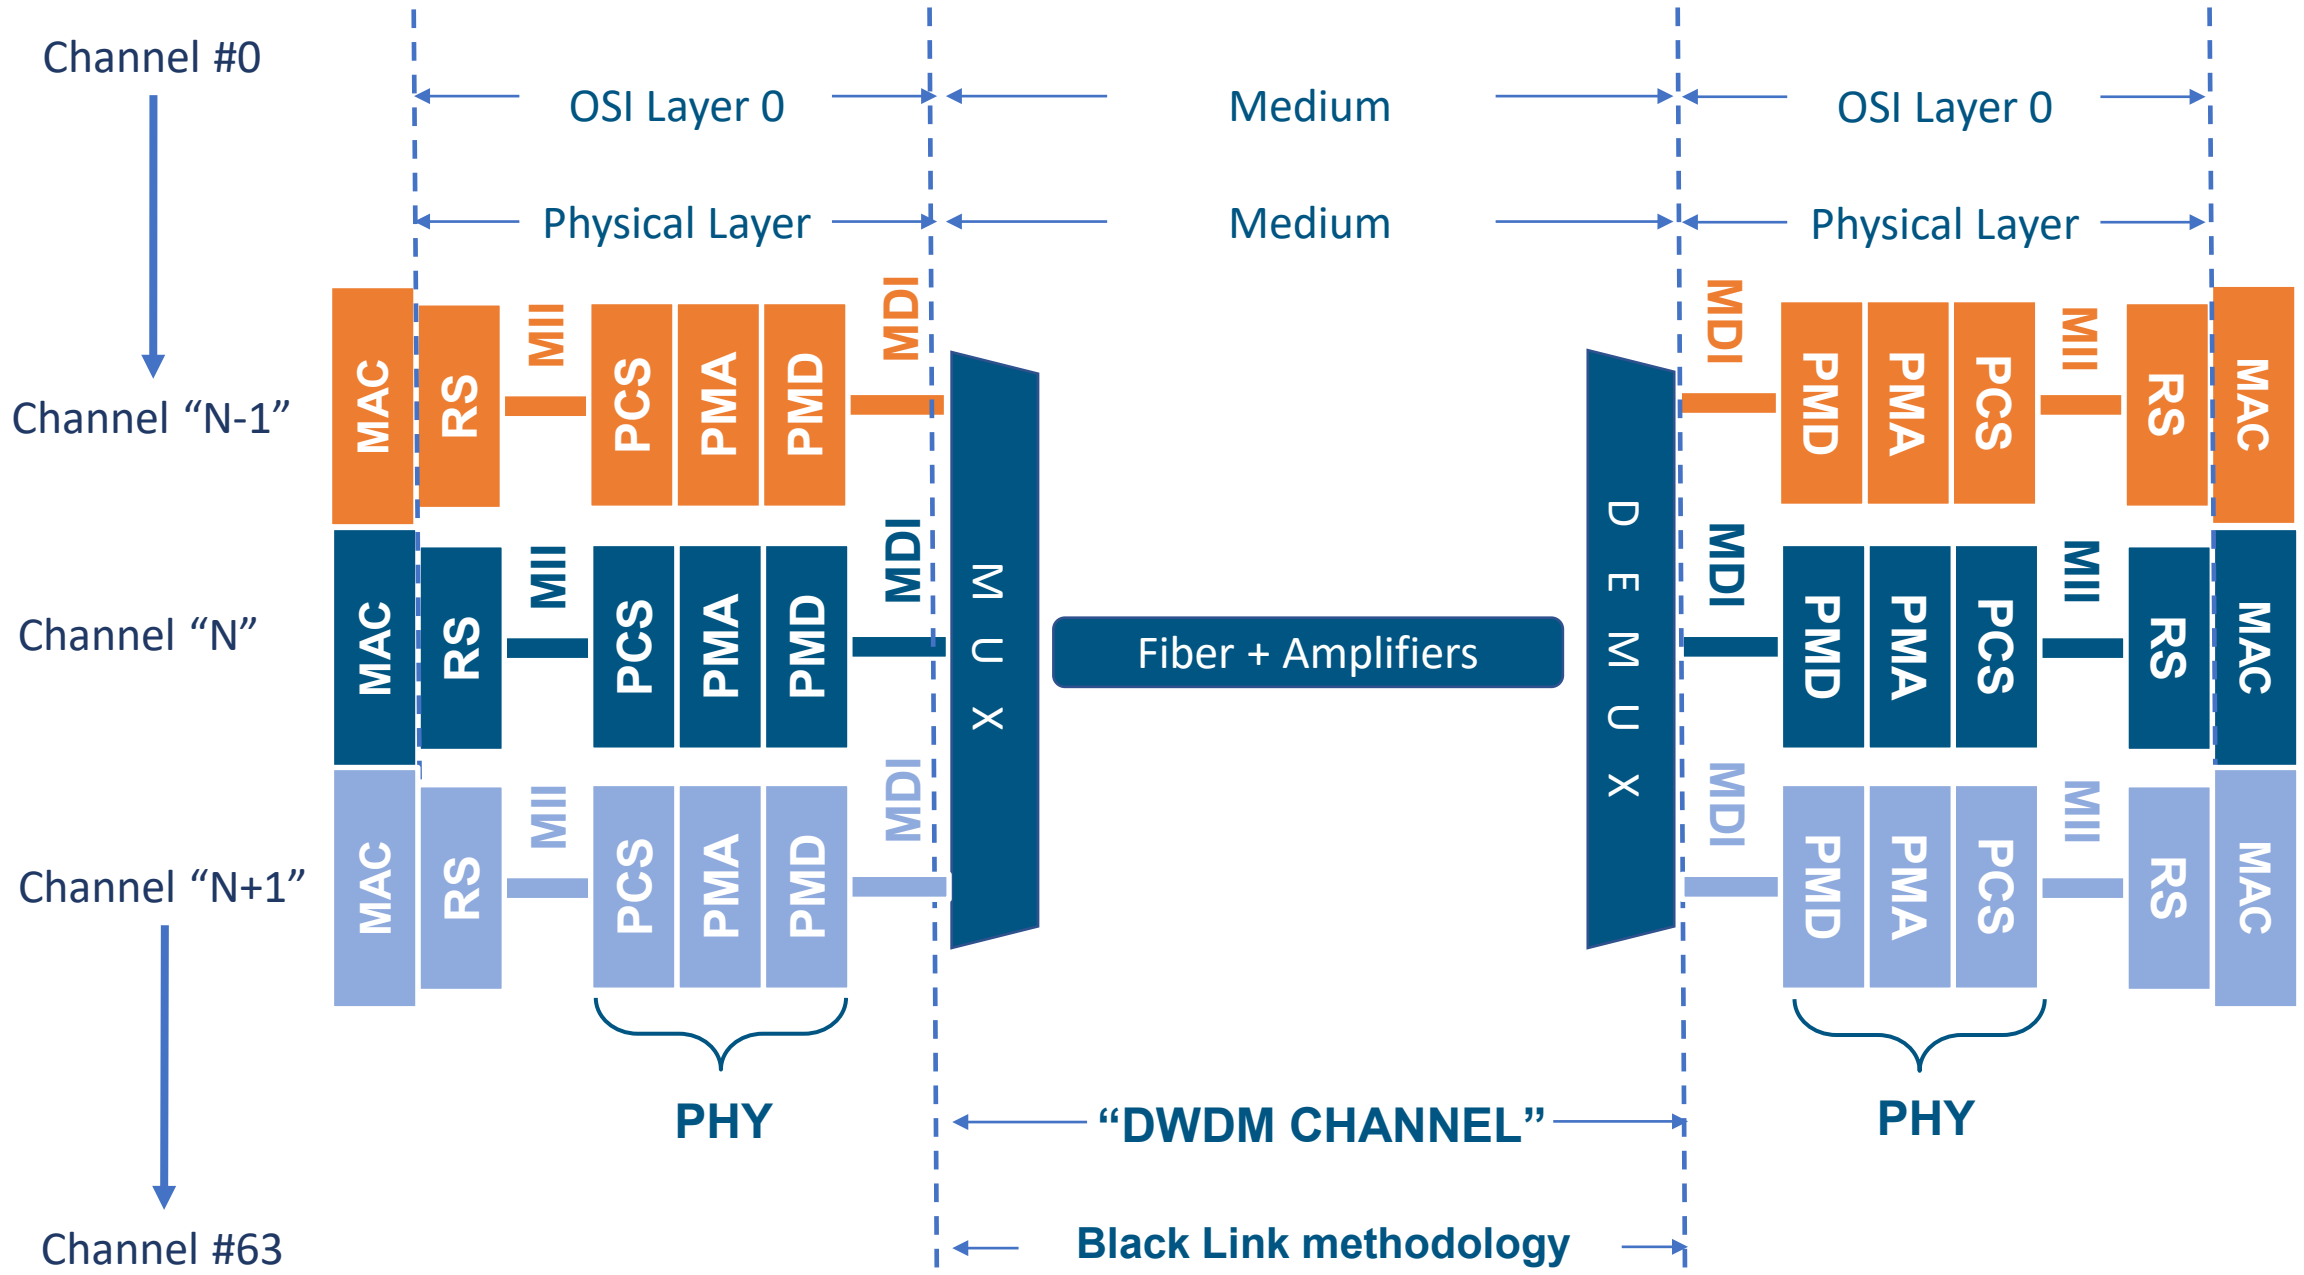 Channel #0
OSI Layer 0
Medium
OSI Layer 0
Physical Layer
Medium
Physical Layer
Channel “N-1”
MAC
RS
MII
PCS
PMA
PMD
MDI
MDI
PMD
PMA
PCS
MII
RS
MAC
Channel “N”
MAC
RS
MII
PCS
PMA
PMD
MDI
MUX
Fiber + Amplifiers
DEMUX
MDI
PMD
PMA
PCS
MII
RS
MAC
Channel “N+1”
MAC
RS
MII
PCS
PMA
PMD
MDI
MDI
PMD
PMA
PCS
MII
RS
MAC
PHY
“DWDM CHANNEL”
PHY
Channel #63
Black Link methodology